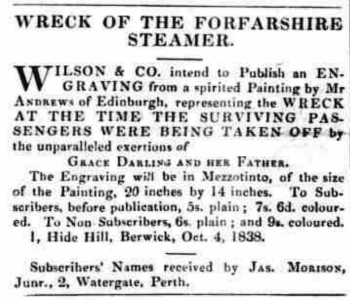 WRECK OF THE FORFARSHIRE
STEAMER.
WILSON & CO. intend to Publish an EN-
GRAVING from a spirited Painting by Mr
ANDREWS of Edinburgh, representing the WRECK
AT THE TIME THE SURVIVING PAS-
SENGERS WERE BEING TAKEN OFF by
the unparalleled exertions of
GRACE DARLING AND HER FATHER.
The Engraving will be in Mezzotinto, of the size
of the Painting, 20 inches by 14 inches. To Sub-
scribers, before publication, 5s. plain; 7s. 6d. colour-
ed. To Non-Subscribers, 6s. plain; and 9s. coloured.
1, Hide Hill, Berwick, Oct. 4, 1838.
Subscribers' Names received by JAS. MORISON,
Junr., 2, Watergate, Perth.